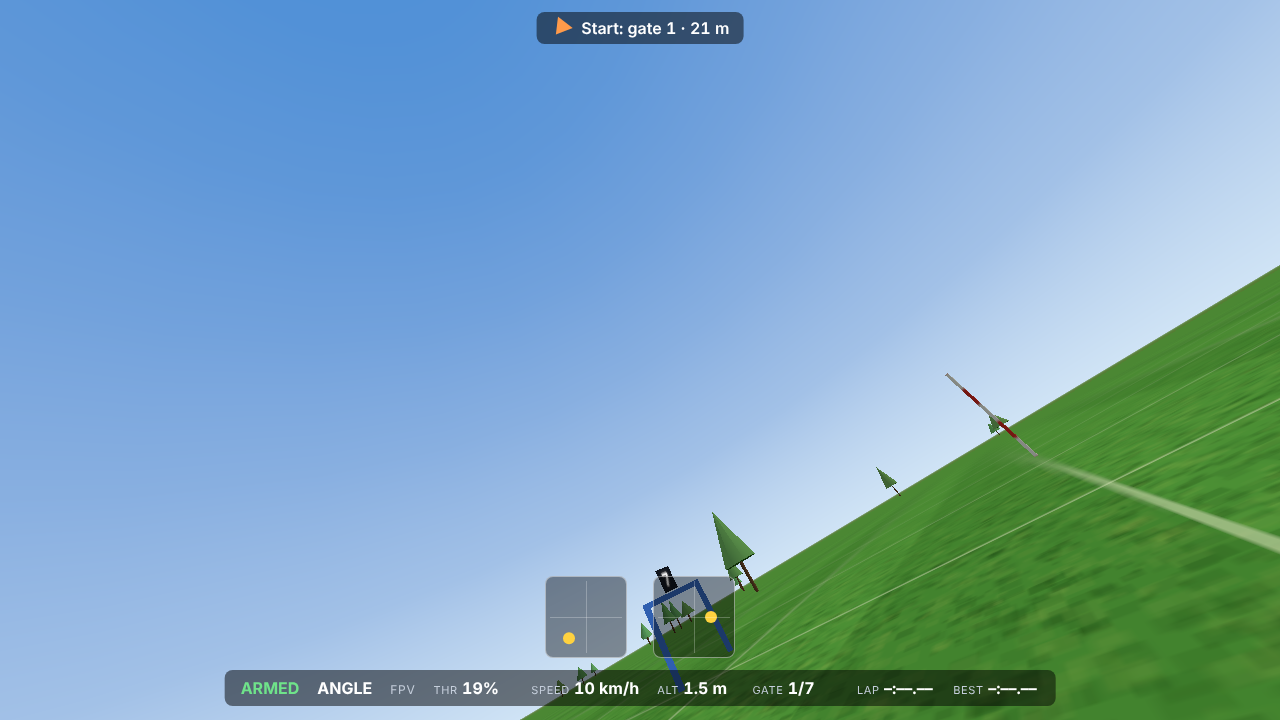 Start: gate 1 · 21 m
1
ARMED ANGLE FPV THR 19% SPEED 10 km/h ALT 1.5 m GATE 1/7 LAP –:––.–– BEST –:––.––